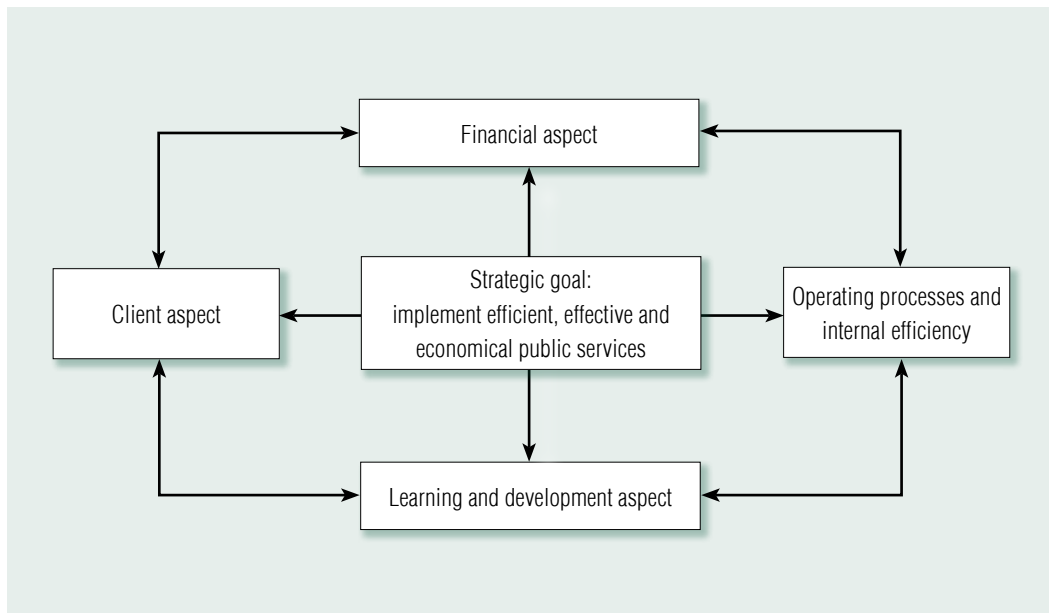 Financial aspect
Client aspect
Strategic goal:
implement efficient, effective and
economical public services
Operating processes and
internal efficiency
Learning and development aspect